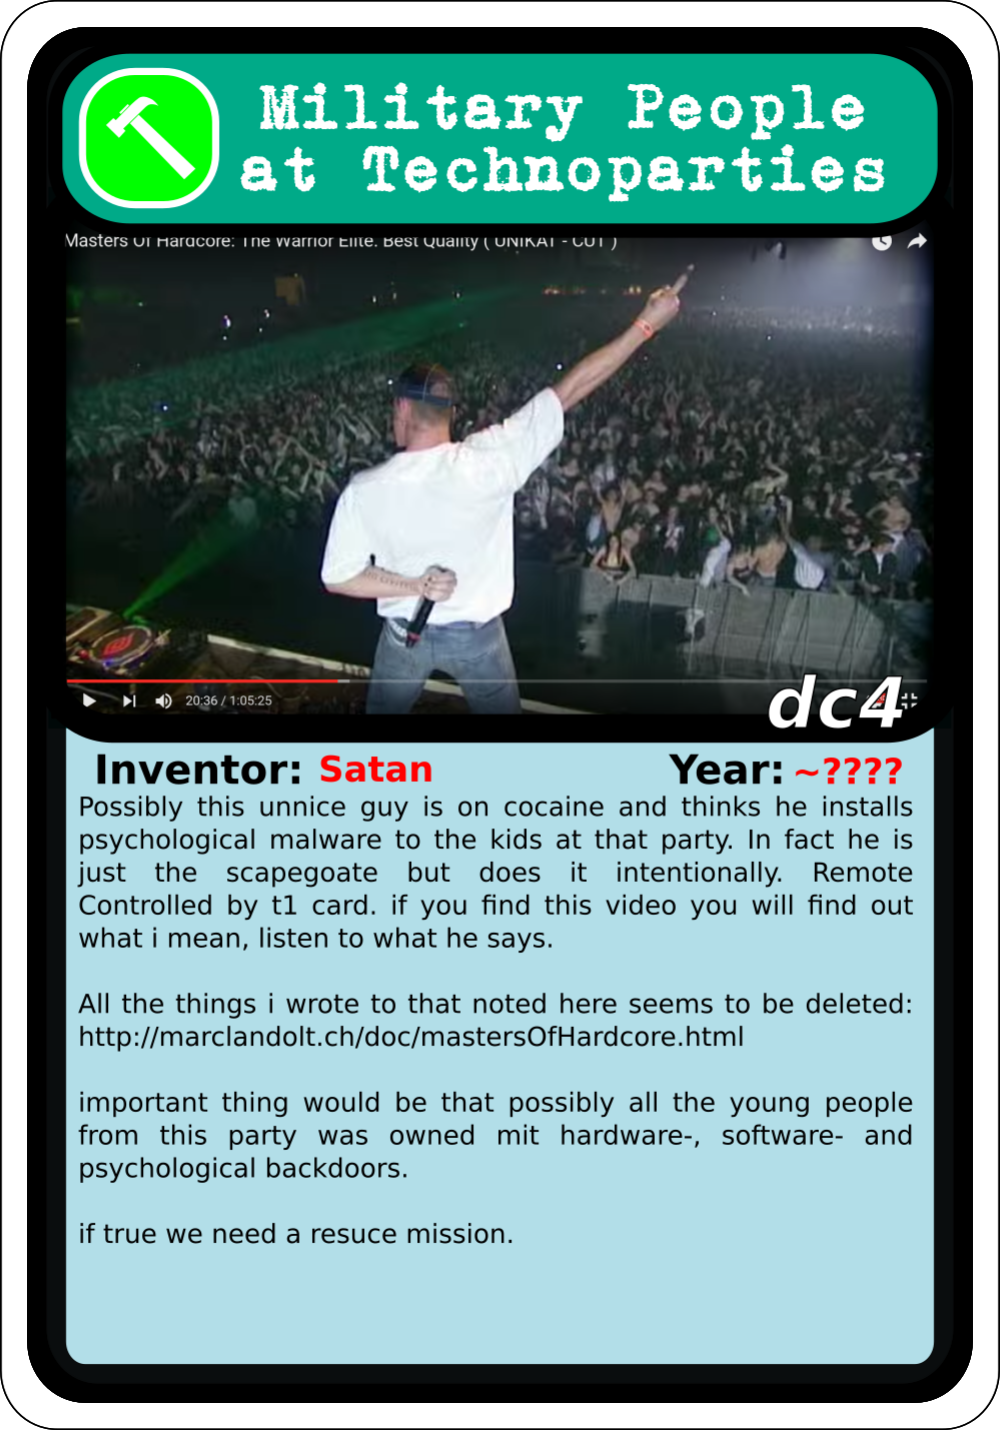 Military People
at Technoparties
Masters Of Hardcore: The Warrior Elite. Best Quality ( UNIKAT - CUT )
20:36 / 1:05:25
dc4
Inventor: Satan Year: ~????
Possibly this unnice guy is on cocaine and thinks he installs
psychological malware to the kids at that party. In fact he is
just the scapegoate but does it intentionally. Remote
Controlled by t1 card. if you find this video you will find out
what i mean, listen to what he says.
All the things i wrote to that noted here seems to be deleted:
http://marclandolt.ch/doc/mastersOfHardcore.html
important thing would be that possibly all the young people
from this party was owned mit hardware-, software- and
psychological backdoors.
if true we need a resuce mission.